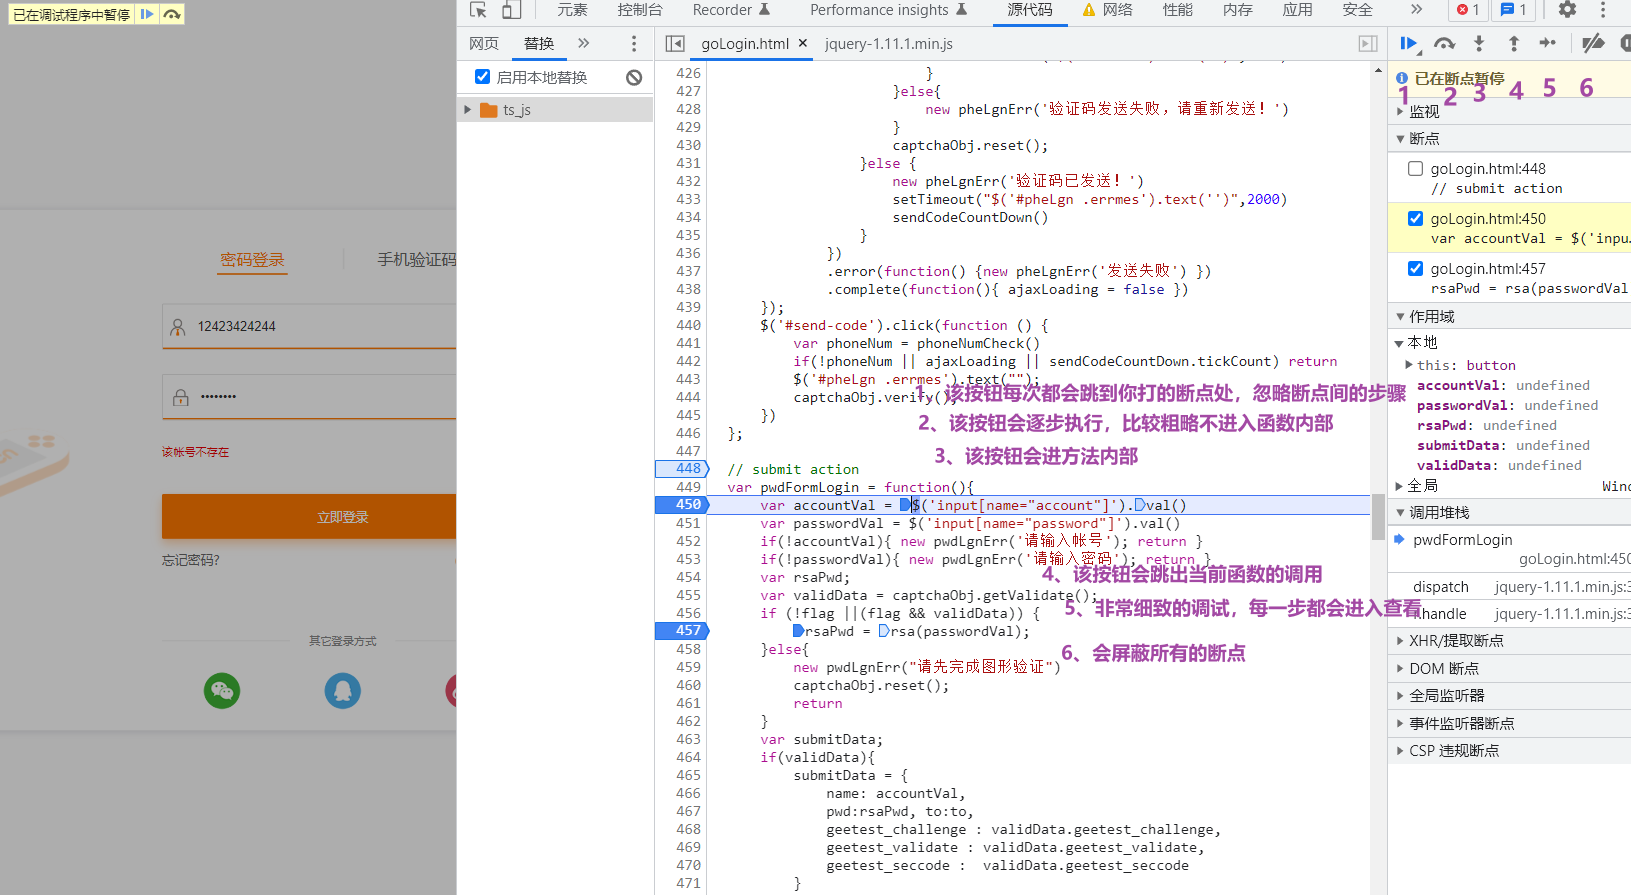 已在调试程序中暂停
元素 控制台 Recorder Performance insights 源代码 网络 性能 内存 应用 安全 » 1 1
网页 替换 » goLogin.html × jquery-1.11.1.min.js
启用本地替换
ts_js
密码登录 手机验证码
12423424244
••••••••
该帐号不存在
立即登录
忘记密码?
其它登录方式
426 }
427 }else{
428 new pheLgnErr('验证码发送失败，请重新发送！')
429 }
430 captchaObj.reset();
431 }else {
432 new pheLgnErr('验证码已发送！')
433 setTimeout("$('#pheLgn .errmes').text('')",2000)
434 sendCodeCountDown()
435 }
436 })
437 .error(function() {new pheLgnErr('发送失败') })
438 .complete(function(){ ajaxLoading = false })
439 });
440 $('#send-code').click(function () {
441 var phoneNum = phoneNumCheck()
442 if(!phoneNum || ajaxLoading || sendCodeCountDown.tickCount) return
443 $('#pheLgn .errmes').text("");
444 captchaObj.verify();
445 })
446 };
447
448 // submit action
449 var pwdFormLogin = function(){
450 var accountVal = $('input[name="account"]').val()
451 var passwordVal = $('input[name="password"]').val()
452 if(!accountVal){ new pwdLgnErr('请输入帐号'); return }
453 if(!passwordVal){ new pwdLgnErr('请输入密码'); return }
454 var rsaPwd;
455 var validData = captchaObj.getValidate();
456 if (!flag ||(flag && validData)) {
457 rsaPwd = rsa(passwordVal);
458 }else{
459 new pwdLgnErr("请先完成图形验证")
460 captchaObj.reset();
461 return
462 }
463 var submitData;
464 if(validData){
465 submitData = {
466 name: accountVal,
467 pwd:rsaPwd, to:to,
468 geetest_challenge : validData.geetest_challenge,
469 geetest_validate : validData.geetest_validate,
470 geetest_seccode : validData.geetest_seccode
471 }
1、该按钮每次都会跳到你打的断点处，忽略断点间的步骤
2、该按钮会逐步执行，比较粗略不进入函数内部
3、该按钮会进方法内部
4、该按钮会跳出当前函数的调用
5、非常细致的调试，每一步都会进入查看
6、会屏蔽所有的断点
已在断点暂停
1 2 3 4 5 6
监视
断点
goLogin.html:448
// submit action
goLogin.html:450
var accountVal = $('inpu…
goLogin.html:457
rsaPwd = rsa(passwordVal
作用域
本地
this: button
accountVal: undefined
passwordVal: undefined
rsaPwd: undefined
submitData: undefined
validData: undefined
全局 Winc
调用堆栈
pwdFormLogin
goLogin.html:450
dispatch jquery-1.11.1.min.js:3
handle jquery-1.11.1.min.js:3
XHR/提取断点
DOM 断点
全局监听器
事件监听器断点
CSP 违规断点